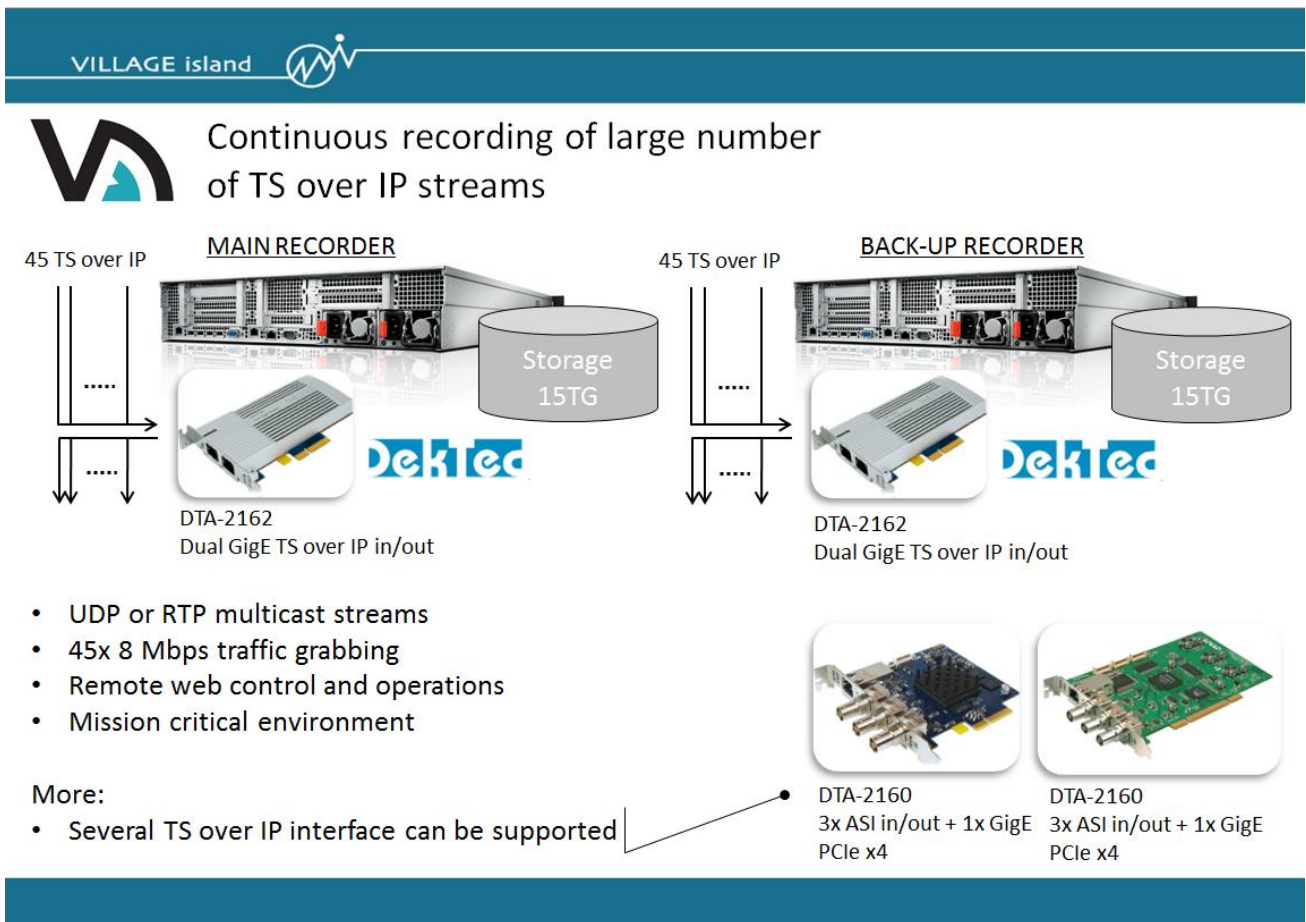 VILLAGE island
Continuous recording of large number
of TS over IP streams
45 TS over IP
MAIN RECORDER
Storage
15TG
DekTec
DTA-2162
Dual GigE TS over IP in/out
45 TS over IP
BACK-UP RECORDER
Storage
15TG
DekTec
DTA-2162
Dual GigE TS over IP in/out
• UDP or RTP multicast streams
• 45x 8 Mbps traffic grabbing
• Remote web control and operations
• Mission critical environment
More:
• Several TS over IP interface can be supported
DTA-2160
3x ASI in/out + 1x GigE
PCIe x4
DTA-2160
3x ASI in/out + 1x GigE
PCIe x4